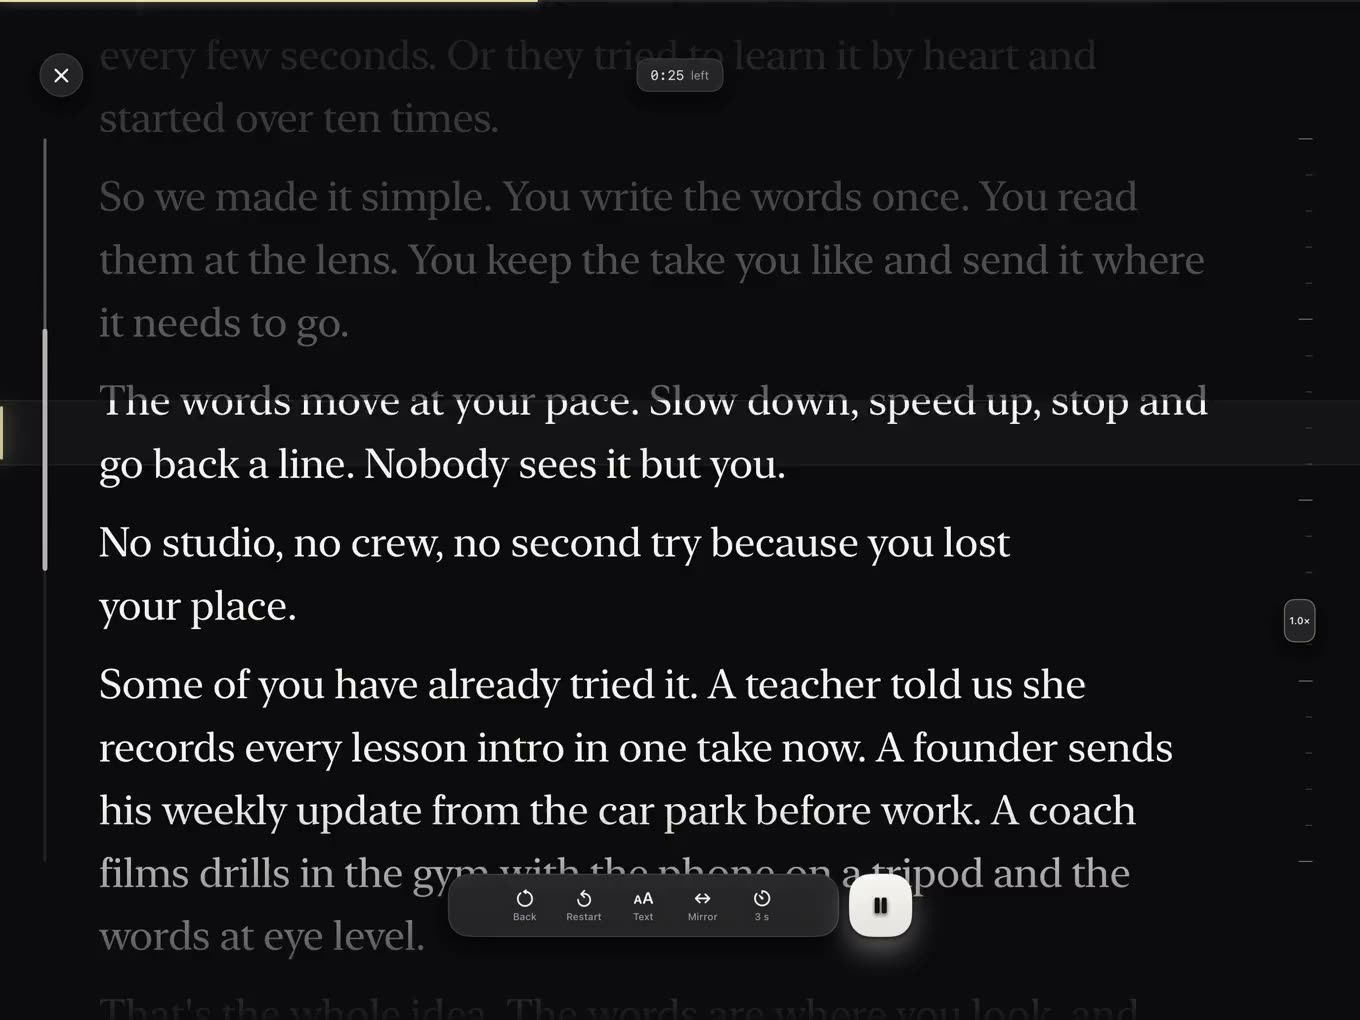 every few seconds. Or they tried to learn it by heart and
0:25 left
started over ten times.
So we made it simple. You write the words once. You read
them at the lens. You keep the take you like and send it where
it needs to go.
The words move at your pace. Slow down, speed up, stop and
go back a line. Nobody sees it but you.
No studio, no crew, no second try because you lost
your place.
1.0×
Some of you have already tried it. A teacher told us she
records every lesson intro in one take now. A founder sends
his weekly update from the car park before work. A coach
films drills in the gym with the phone on a tripod and the
words at eye level.
Back Restart AA Text Mirror 3 s
That's the whole idea. The words are where you look, and